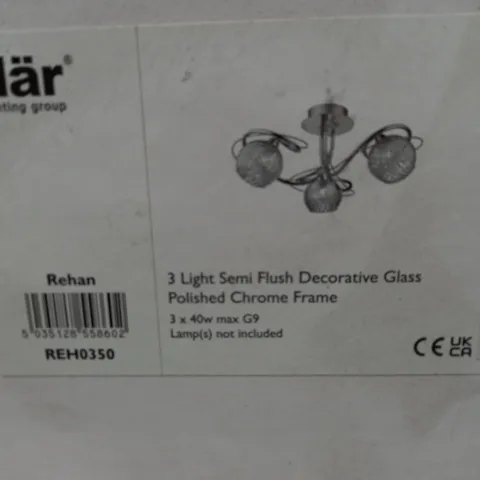 lär®
ting group
Rehan
5 035128 558602
REH0350
3 Light Semi Flush Decorative Glass
Polished Chrome Frame
3 x 40w max G9
Lamp(s) not included
CE UK
CA